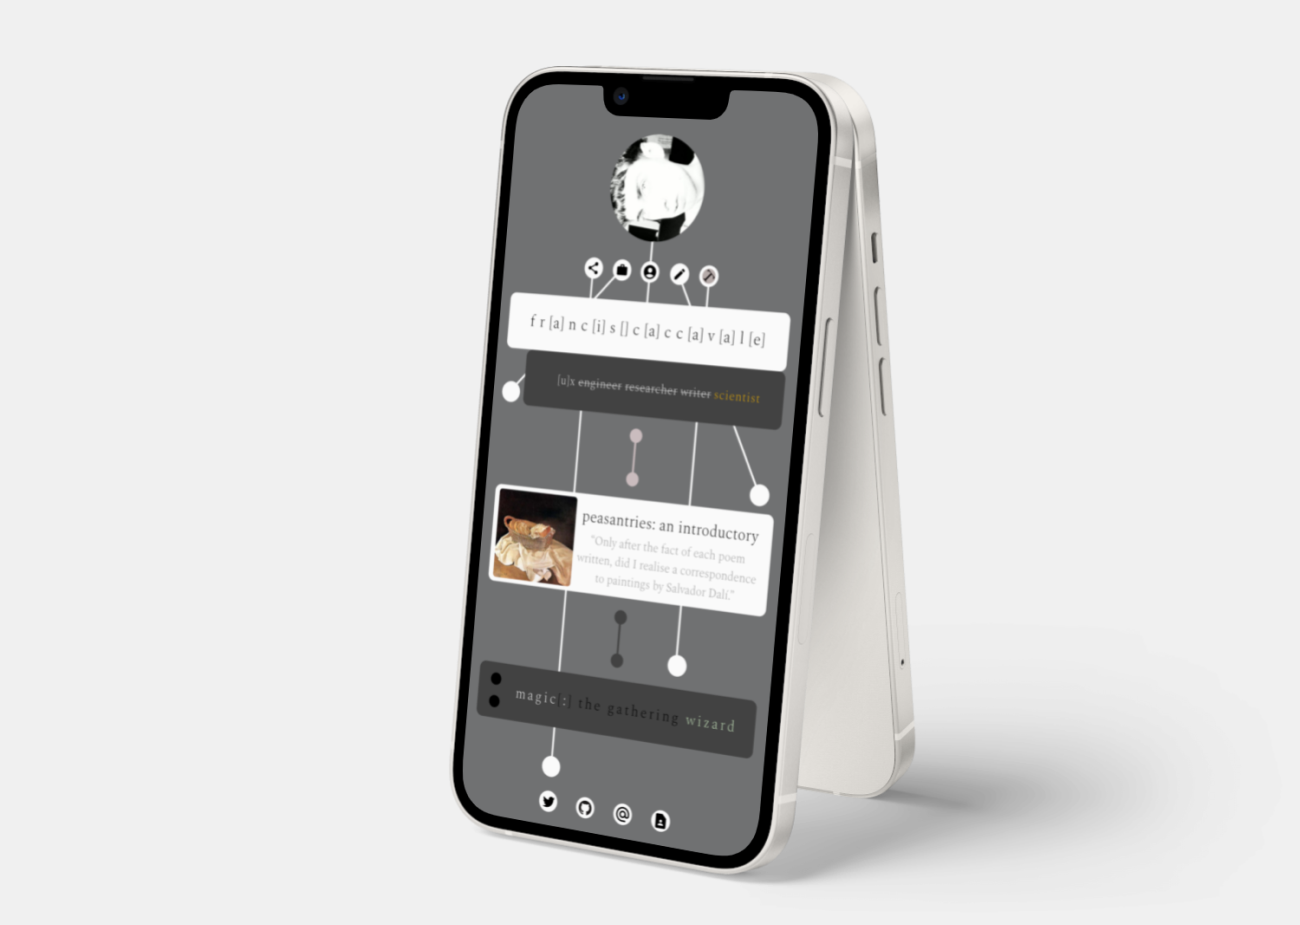 f r [a] n c [i] s [] c [a] c c [a] v [a] l [e]
[u]x engineer researcher writer scientist
peasantries: an introductory
"Only after the fact of each poem
written, did I realise a correspondence
to paintings by Salvador Dalí."
magic[:] the gathering wizard